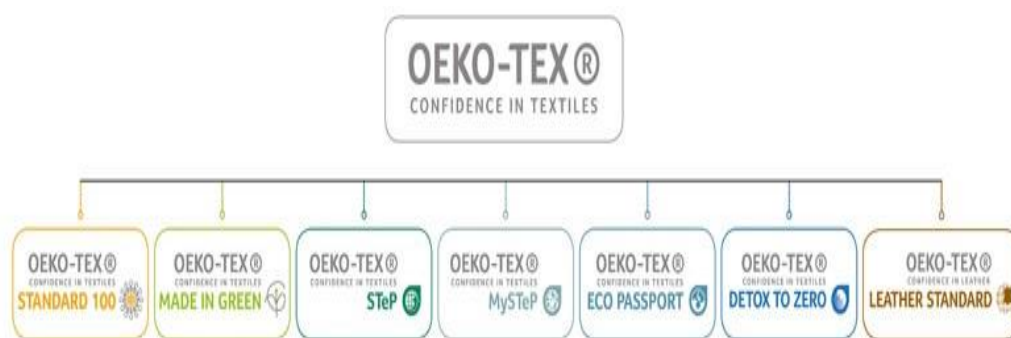 OEKO-TEX®
CONFIDENCE IN TEXTILES
OEKO-TEX®
CONFIDENCE IN TEXTILES
STANDARD 100
OEKO-TEX®
CONFIDENCE IN TEXTILES
MADE IN GREEN
OEKO-TEX®
CONFIDENCE IN TEXTILES
STeP
OEKO-TEX®
CONFIDENCE IN TEXTILES
MySTeP
OEKO-TEX®
CONFIDENCE IN TEXTILES
ECO PASSPORT
OEKO-TEX®
CONFIDENCE IN TEXTILES
DETOX TO ZERO
OEKO-TEX®
CONFIDENCE IN LEATHER
LEATHER STANDARD